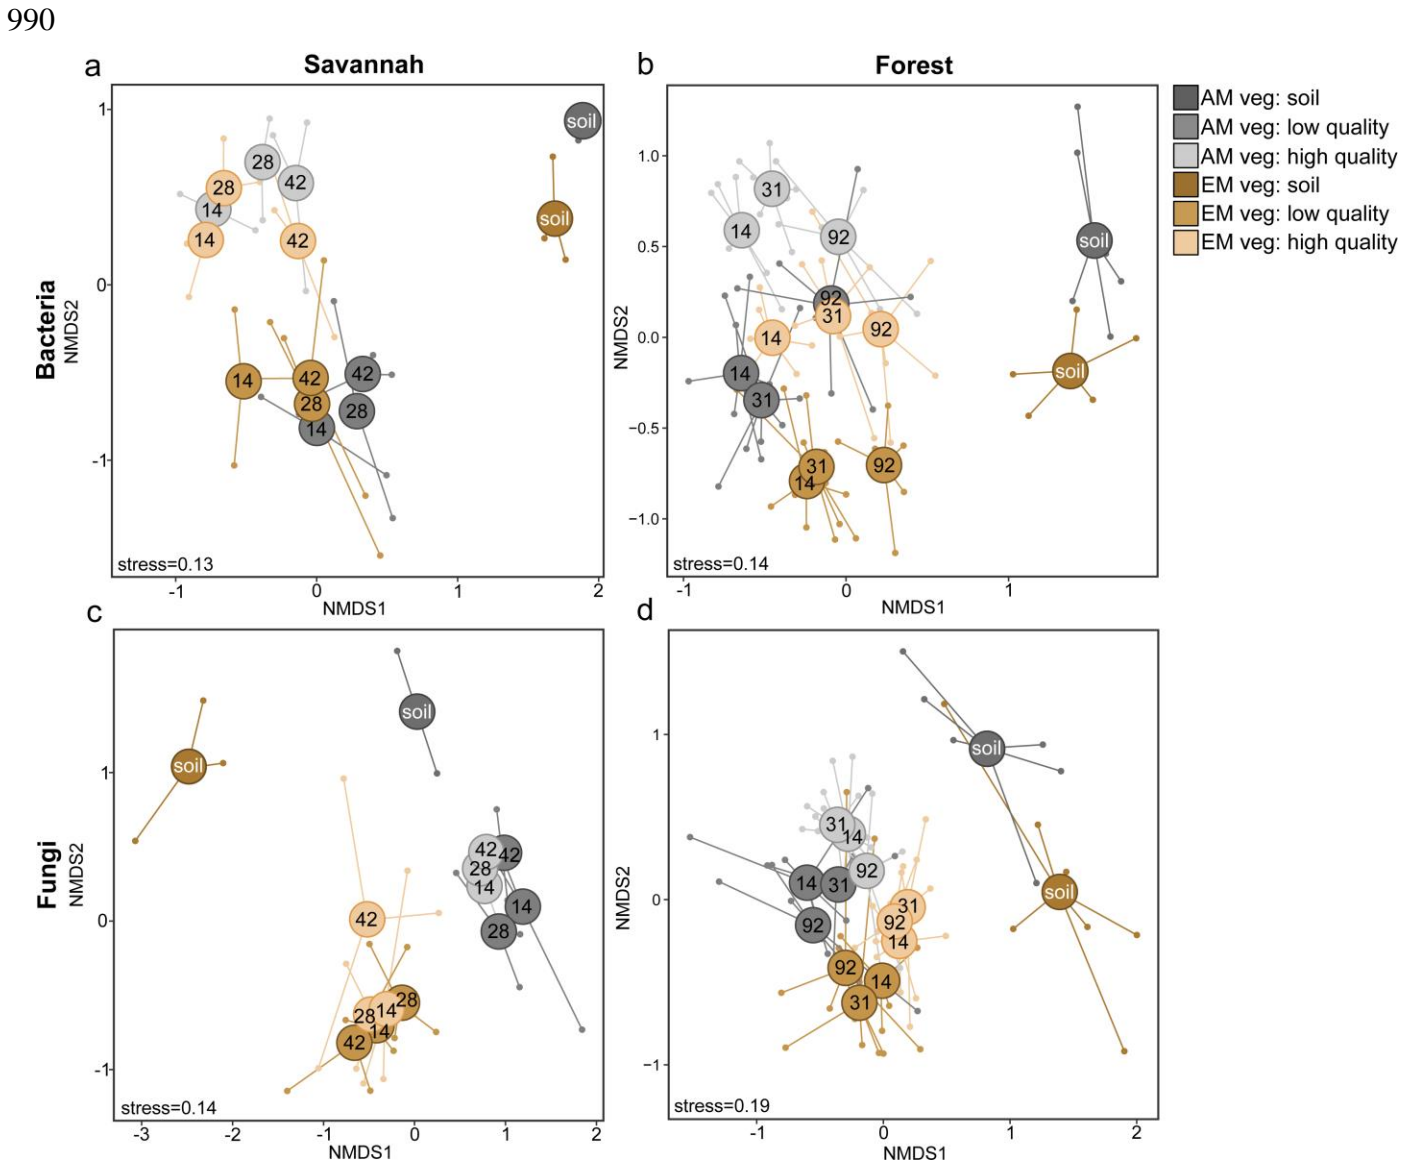 990
a Savannah
b Forest
AM veg: soil
AM veg: low quality
AM veg: high quality
EM veg: soil
EM veg: low quality
EM veg: high quality
Bacteria
NMDS2
1
0
-1
soil
soil
28
42
28
14
14
42
14
42
28
14
42
28
stress=0.13
-1 0 1 2
NMDS1
NMDS2
1.0
0.5
0.0
−0.5
−1.0
31
14
92
soil
92
31
14
92
14
31
soil
31
14
92
stress=0.14
-1 0 1
NMDS1
c
d
Fungi
NMDS2
1
0
-1
soil
soil
42
42
28
14
14
28
42
28
14
28
14
42
stress=0.14
-3 -2 -1 0 1 2
NMDS1
NMDS2
1
0
−1
soil
31
14
92
14
31
92
soil
31
92
14
92
14
31
stress=0.19
-1 0 1 2
NMDS1